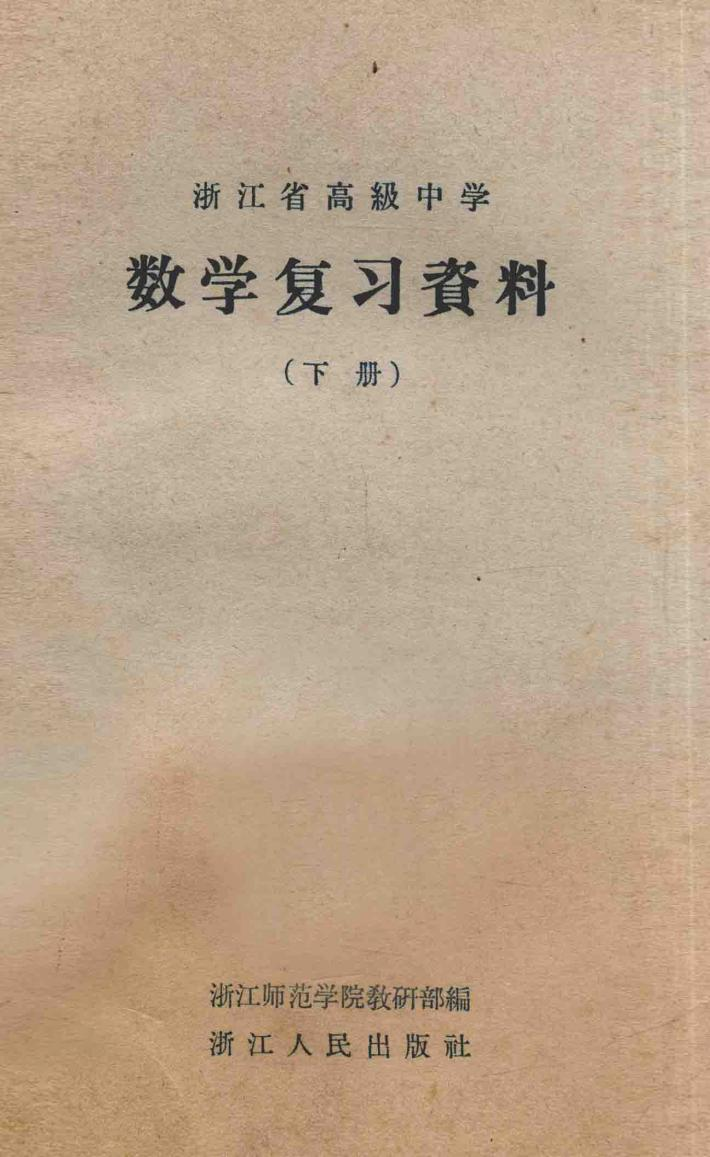 浙江省高級中学
数学复习資料
（下册）
浙江师范学院教研部編
浙江人民出版社